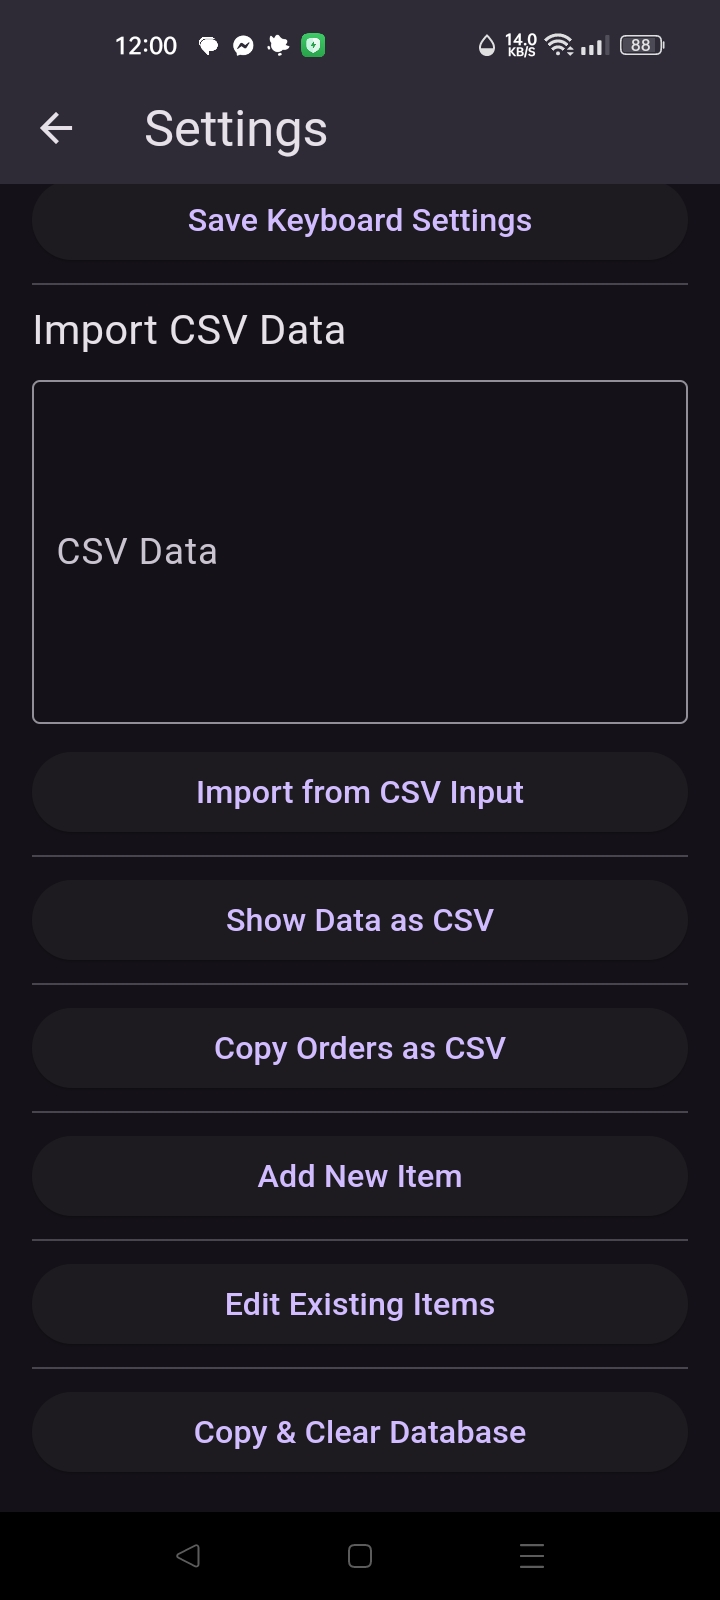 12:00
14.0
KB/S
88
Settings
Save Keyboard Settings
Import CSV Data
CSV Data
Import from CSV Input
Show Data as CSV
Copy Orders as CSV
Add New Item
Edit Existing Items
Copy & Clear Database